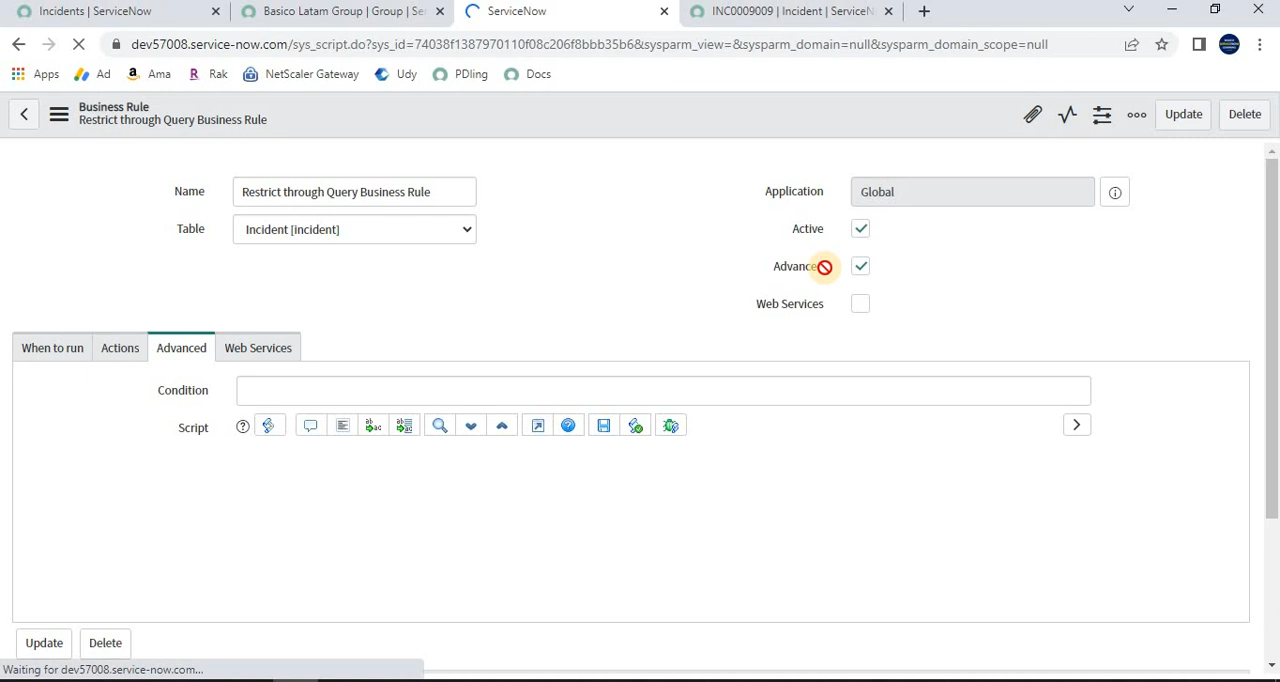 Incidents | ServiceNow
Basico Latam Group | Group | Se
ServiceNow
INC0009009 | Incident | ServiceN
dev57008.service-now.com/sys_script.do?sys_id=74038f1387970110f08c206f8bbb35b6&sysparm_view=&sysparm_domain=null&sysparm_domain_scope=null
Apps Ad Ama Rak NetScaler Gateway Udy PDling Docs
Business Rule
Restrict through Query Business Rule
Update Delete
Name Restrict through Query Business Rule
Application Global
Table Incident [incident]
Active
Advance
Web Services
When to run Actions Advanced Web Services
Condition
Script
Update Delete
Waiting for dev57008.service-now.com...